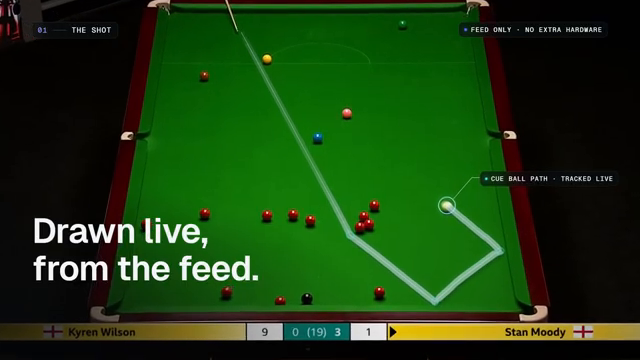 01 THE SHOT
FEED ONLY · NO EXTRA HARDWARE
CUE BALL PATH · TRACKED LIVE
Drawn live,
from the feed.
Kyren Wilson 9 0 (19) 3 1 Stan Moody